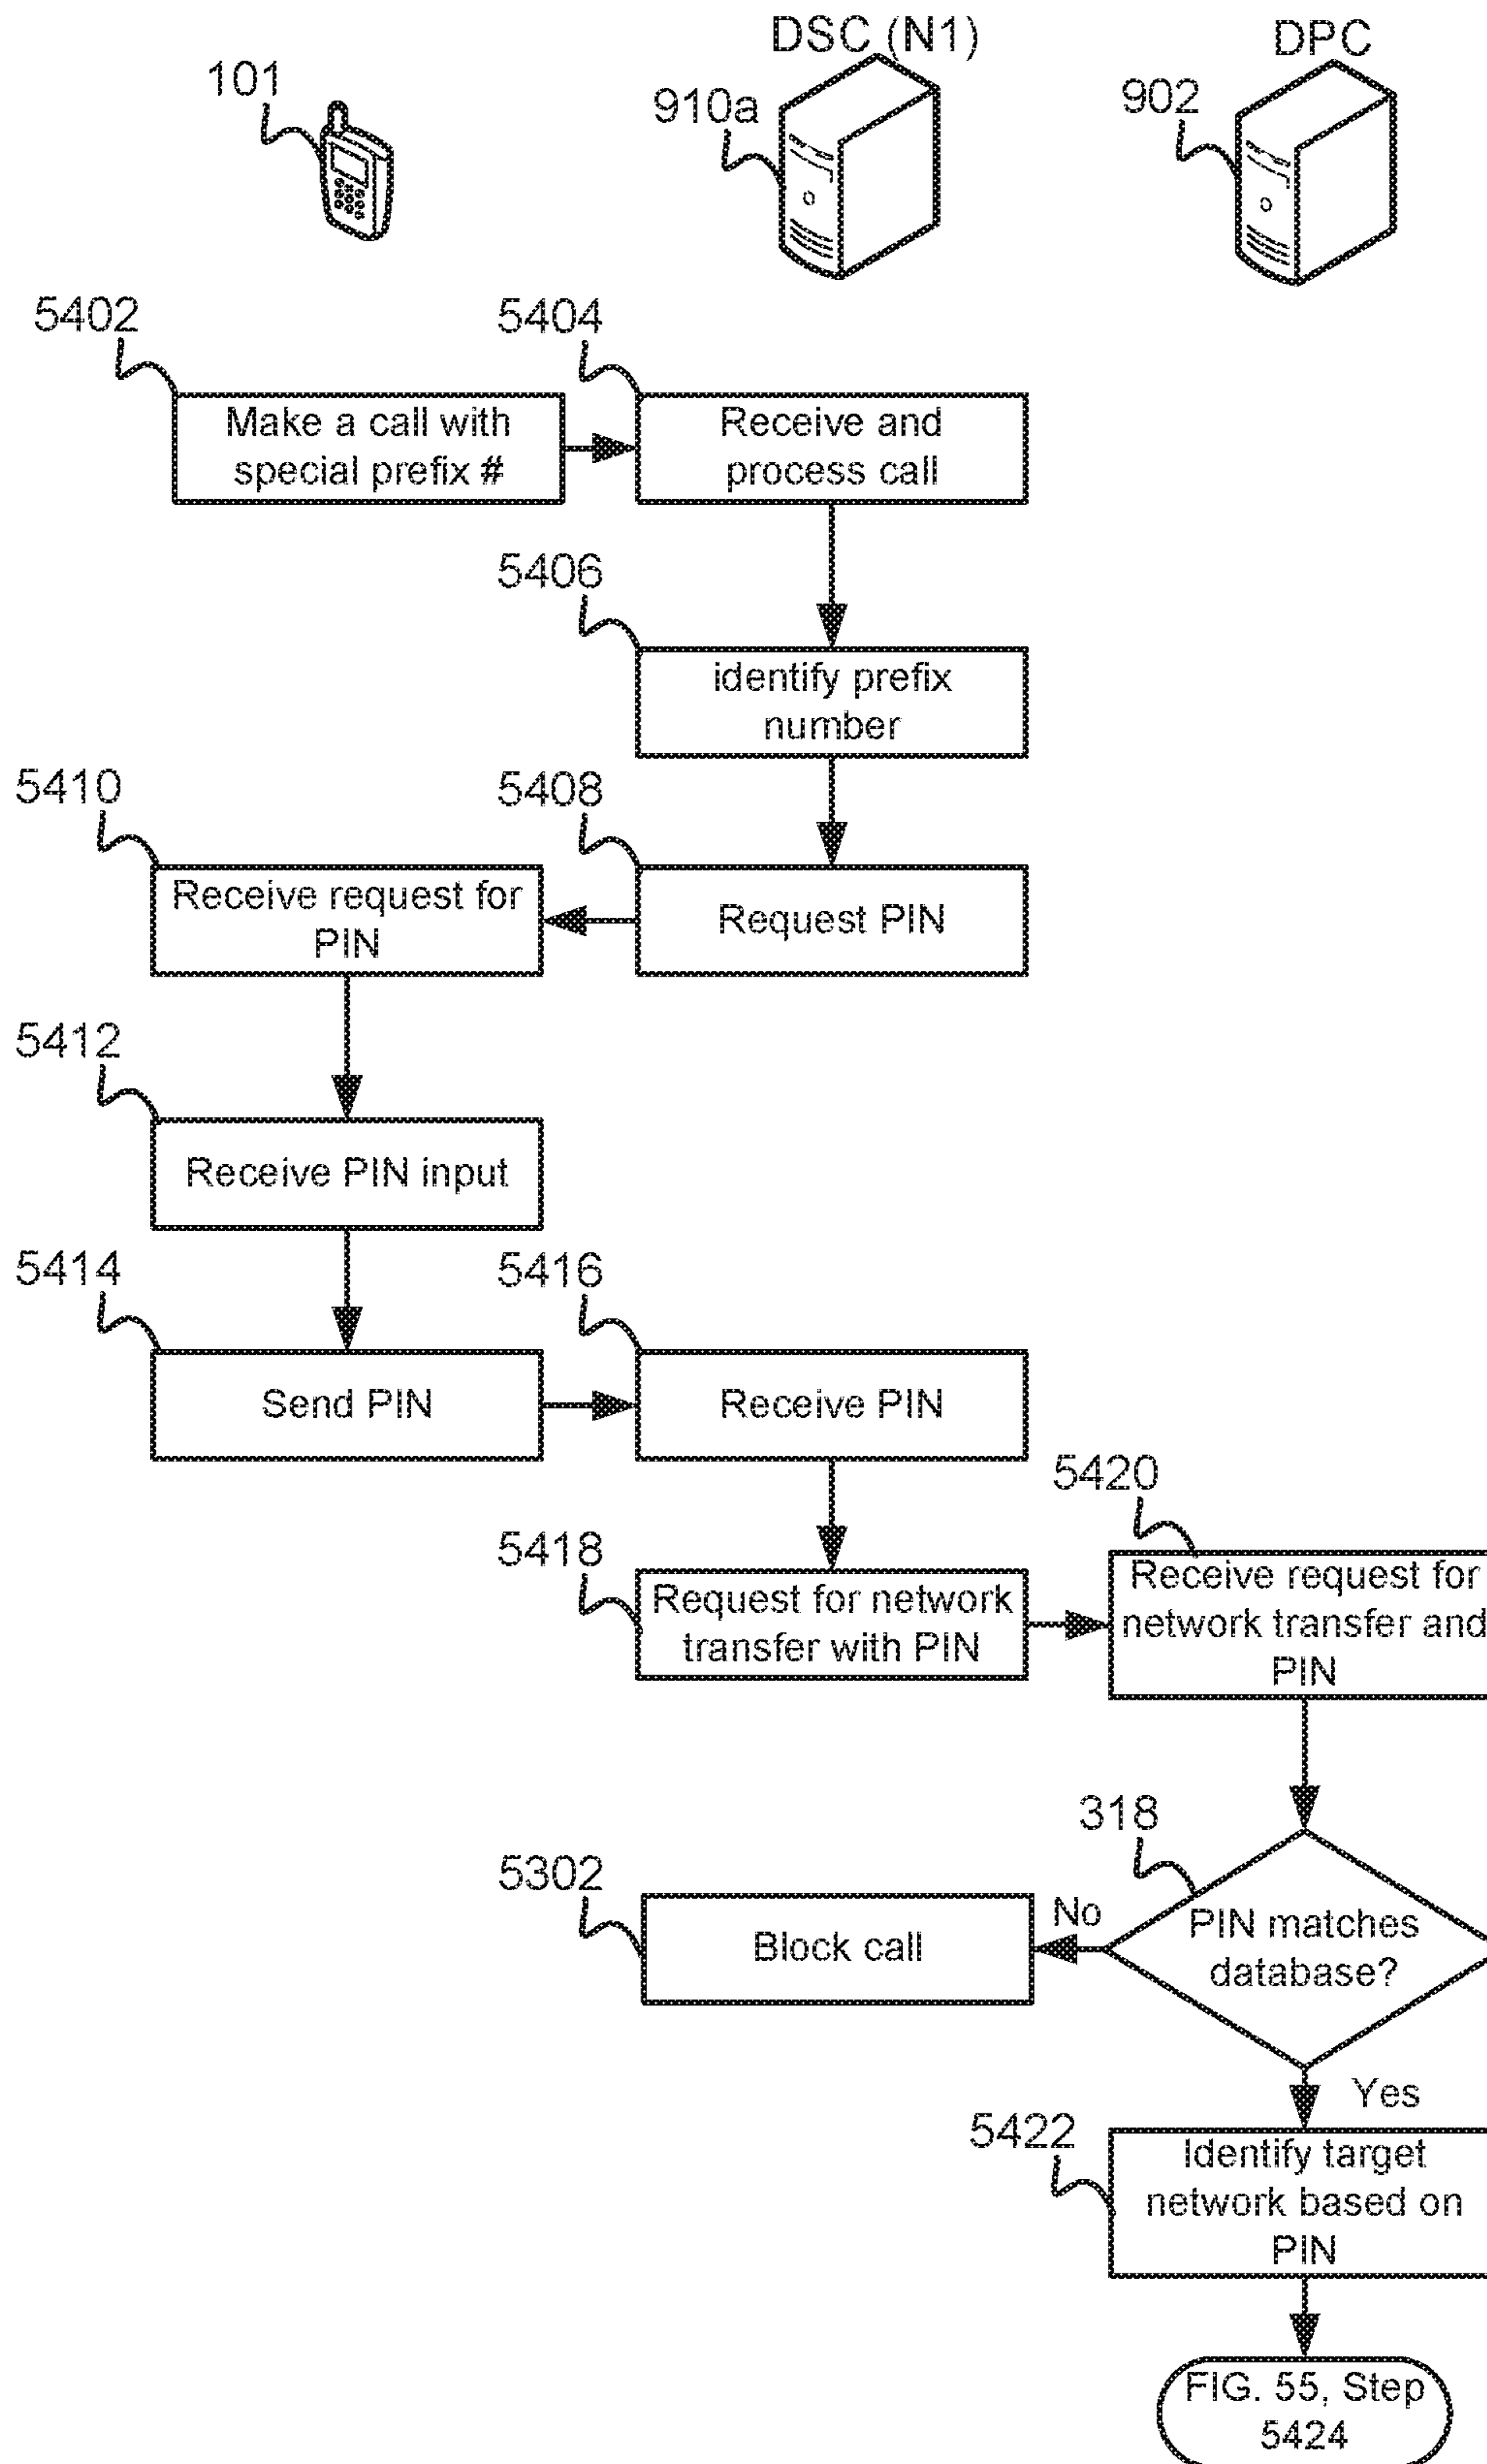 DSC (N1)
DPC
101
910a
902
5402
5404
Make a call with
special prefix #
Receive and
process call
5406
identify prefix
number
5410
5408
Receive request for
PIN
Request PIN
5412
Receive PIN input
5414
5416
Send PIN
Receive PIN
5420
5418
Request for network
transfer with PIN
Receive request for
network transfer and
PIN
318
5302
No
Block call
PIN matches
database?
Yes
5422
Identify target
network based on
PIN
FIG. 55, Step
5424